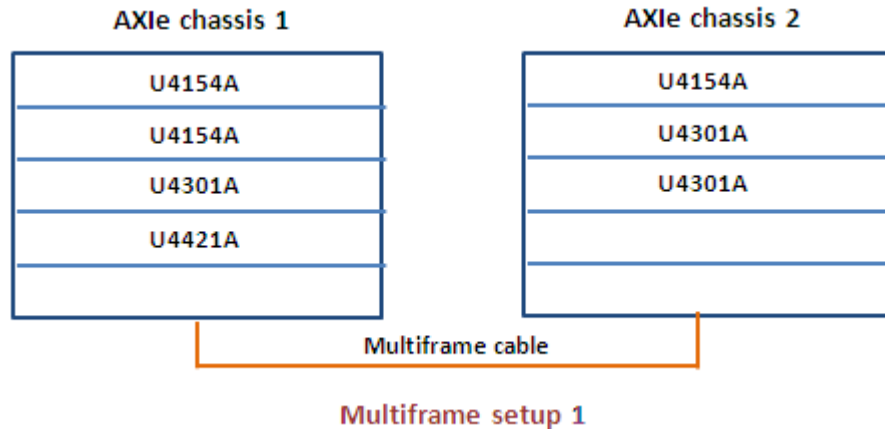 AXIe chassis 1
AXIe chassis 2
U4154A
U4154A
U4301A
U4421A
U4154A
U4301A
U4301A
Multiframe cable
Multiframe setup 1